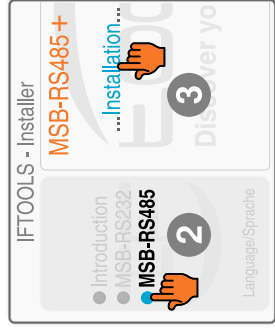 IFTOOLS - Installer
Introduction
MSB-RS232
MSB-RS485
2
Language/Sprache
MSB-RS485+
Installation
3
Discover yo